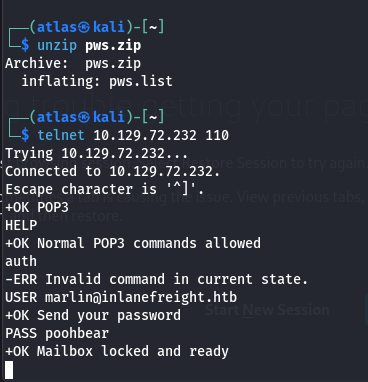 ┌──(atlas㉿kali)-[~]
└─$ unzip pws.zip
Archive:  pws.zip
  inflating: pws.list
┌──(atlas㉿kali)-[~]
└─$ telnet 10.129.72.232 110
Trying 10.129.72.232...
Connected to 10.129.72.232.
Escape character is '^]'.
+OK POP3
HELP
+OK Normal POP3 commands allowed
auth
-ERR Invalid command in current state.
USER marlin@inlanefreight.htb
+OK Send your password
PASS poohbear
+OK Mailbox locked and ready
Start New Session